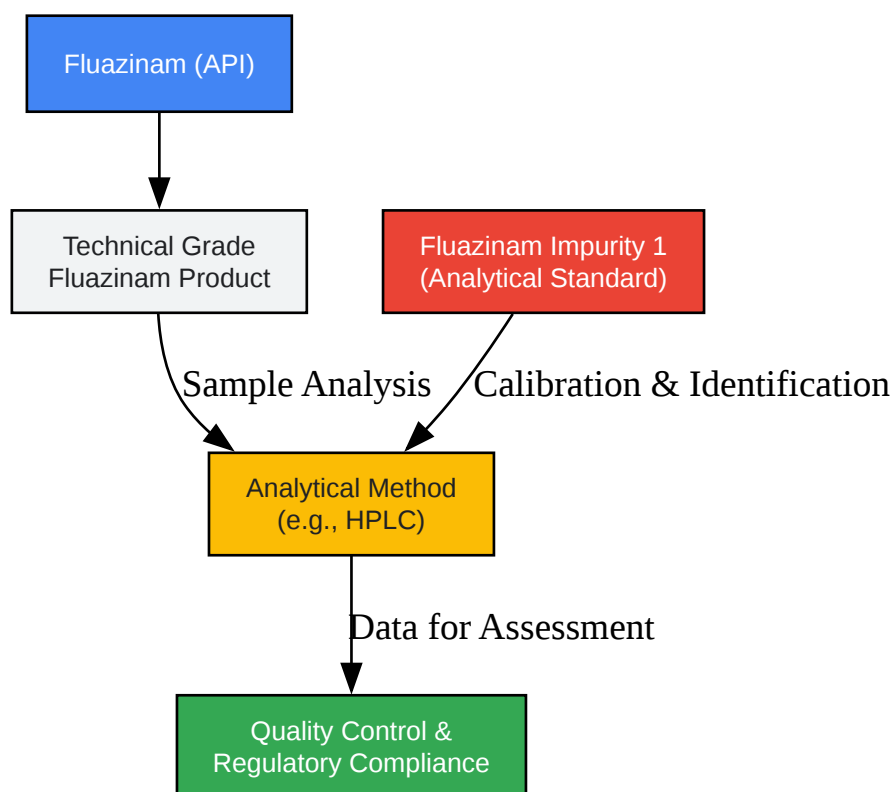 Fluazinam (API)
Technical Grade
Fluazinam Product
Fluazinam Impurity 1
(Analytical Standard)
Sample Analysis
Calibration & Identification
Analytical Method
(e.g., HPLC)
Data for Assessment
Quality Control &
Regulatory Compliance